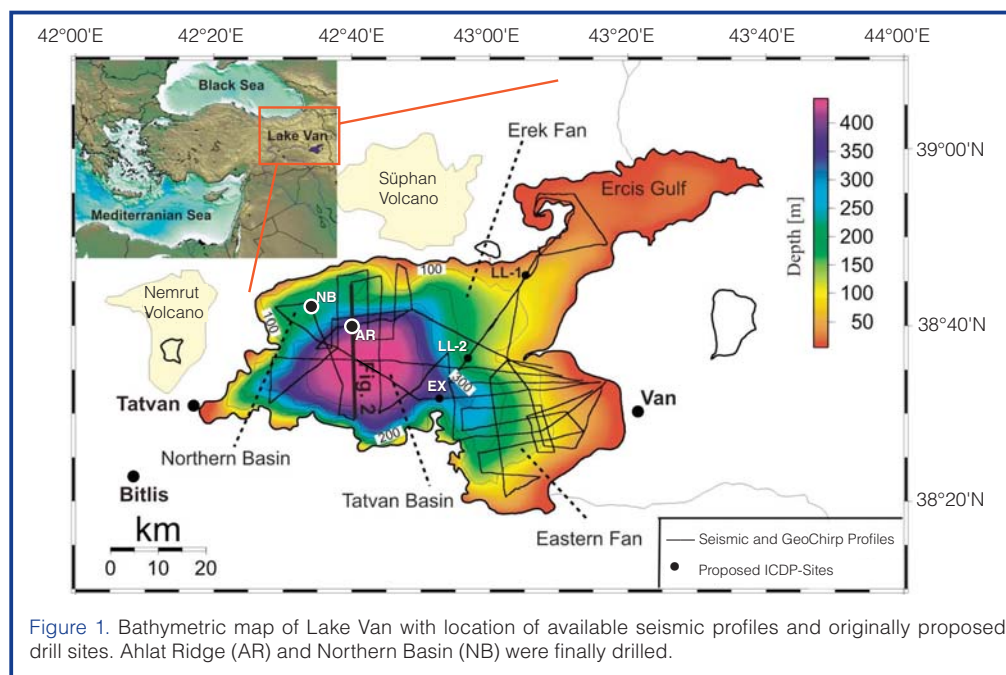 42°00'E 42°20'E 42°40'E 43°00'E 43°20'E 43°40'E 44°00'E
Black Sea
Lake Van
Mediterranean Sea
Erek Fan
Süphan
Volcano
Ercis Gulf
400
350
300
250
200
150
100
50
Depth [m]
39°00'N
38°40'N
38°20'N
Nemrut
Volcano
100
LL-1
NB
100
AR
LL-2
Fig. 2
EX
300
Tatvan
Van
200
Northern Basin
Bitlis
Tatvan Basin
Eastern Fan
km
0 10 20
Seismic and GeoChirp Profiles
Proposed ICDP-Sites
Figure 1. Bathymetric map of Lake Van with location of available seismic profiles and originally proposed
drill sites. Ahlat Ridge (AR) and Northern Basin (NB) were finally drilled.